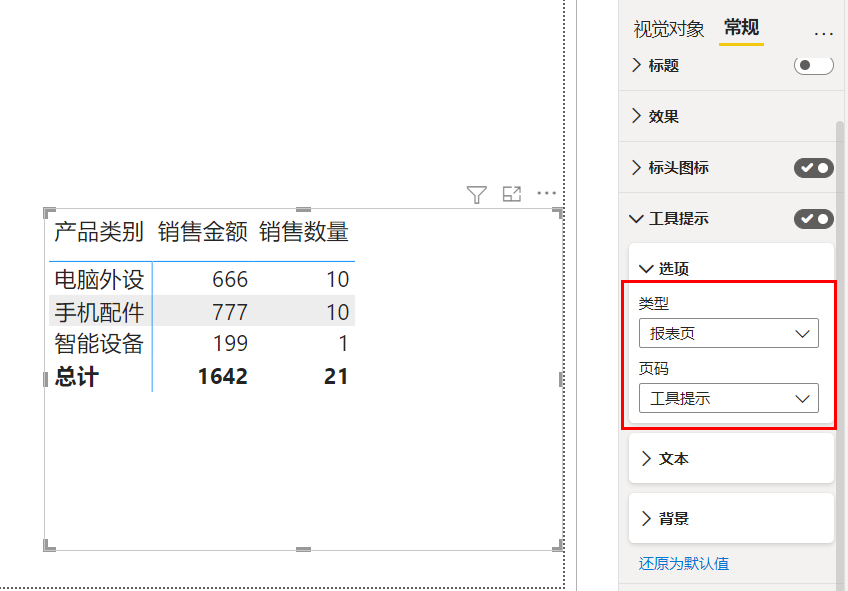 视觉对象 常规 ...
标题
效果
标头图标
工具提示
选项
类型
报表页
页码
工具提示
文本
背景
还原为默认值
产品类别 销售金额 销售数量
电脑外设 666 10
手机配件 777 10
智能设备 199 1
总计 1642 21